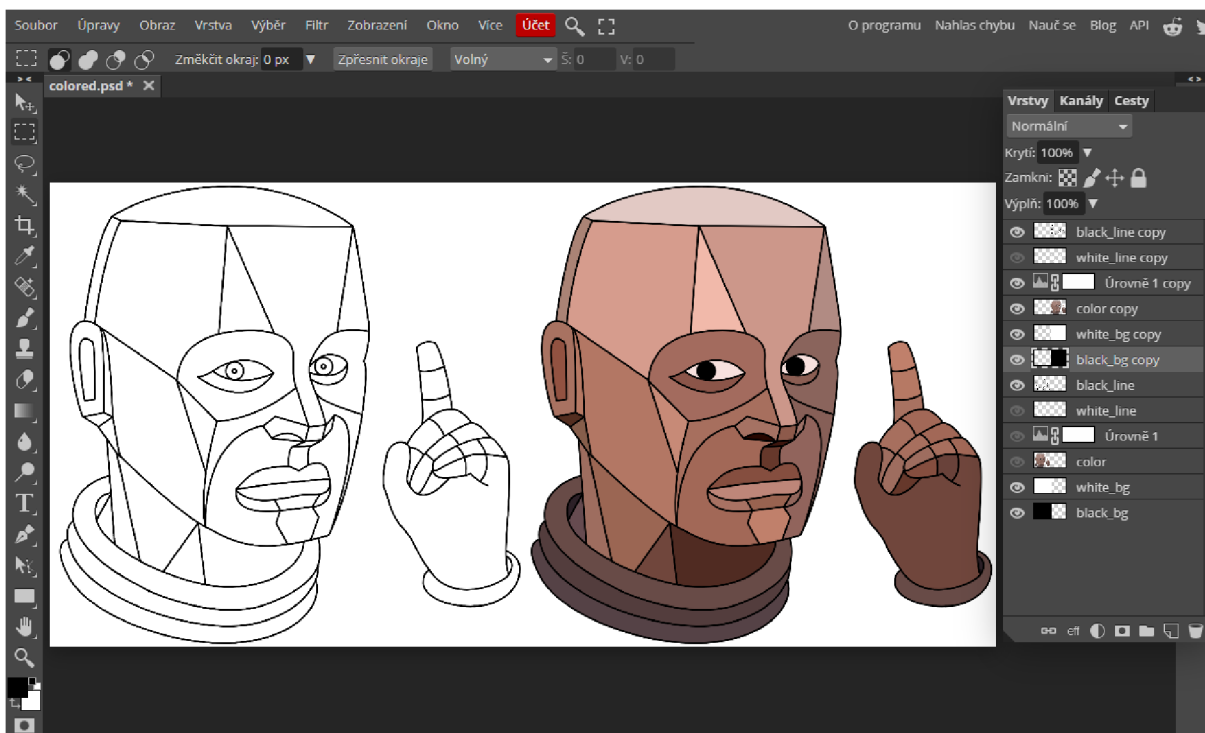 Soubor Úpravy Obraz Vrstva Výběr Filtr Zobrazení Okno Více Účet O programu Nahlas chybu Nauč se Blog API
Změkčit okraj: 0 px ▼ Zpřesnit okraje Volný Š: 0 V: 0
colored.psd *
Vrstvy Kanály Cesty
Normální
Krytí: 100% ▼
Zamkni:
Výplň: 100% ▼
black_line copy
white_line copy
Úrovně 1 copy
color copy
white_bg copy
black_bg copy
black_line
white_line
Úrovně 1
color
white_bg
black_bg
eff